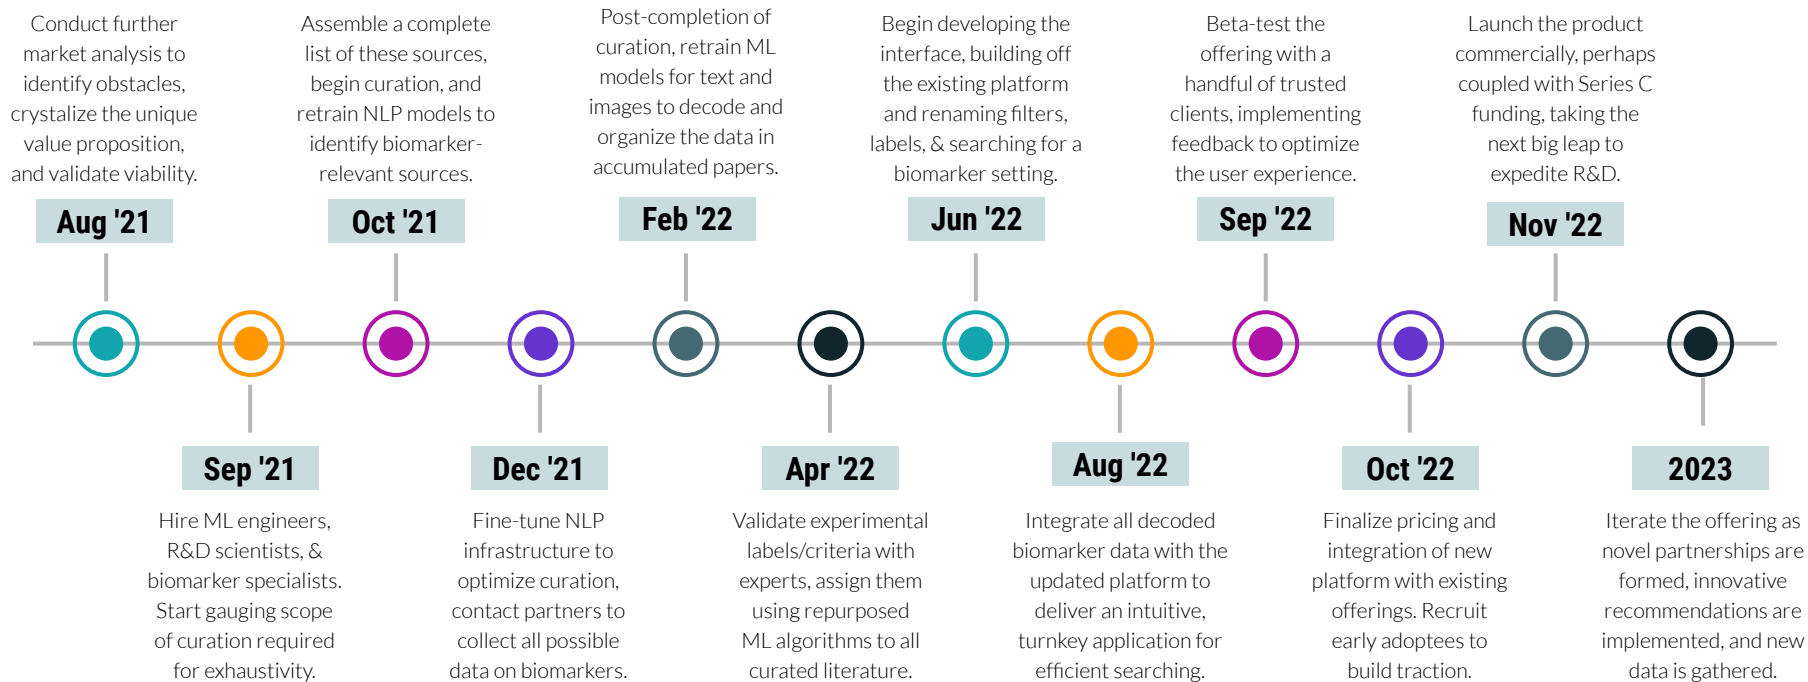 Conduct further
market analysis to
identify obstacles,
crystalize the unique
value proposition,
and validate viability.
Aug '21
Hire ML engineers,
R&D scientists, &
biomarker specialists.
Start gauging scope
of curation required
for exhaustivity.
Sep '21
Assemble a complete
list of these sources,
begin curation, and
retrain NLP models to
identify biomarker-
relevant sources.
Oct '21
Dec '21
Fine-tune NLP
infrastructure to
optimize curation,
contact partners to
collect all possible
data on biomarkers.
Post-completion of
curation, retrain ML
models for text and
images to decode and
organize the data in
accumulated papers.
Feb '22
Apr '22
Validate experimental
labels/criteria with
experts, assign them
using repurposed
ML algorithms to all
curated literature.
Begin developing the
interface, building off
the existing platform
and renaming filters,
labels, & searching for a
biomarker setting.
Jun '22
Aug '22
Integrate all decoded
biomarker data with the
updated platform to
deliver an intuitive,
turnkey application for
efficient searching.
Beta-test the
offering with a
handful of trusted
clients, implementing
feedback to optimize
the user experience.
Sep '22
Oct '22
Finalize pricing and
integration of new
platform with existing
offerings. Recruit
early adoptees to
build traction.
Launch the product
commercially, perhaps
coupled with Series C
funding, taking the
next big leap to
expedite R&D.
Nov '22
2023
Iterate the offering as
novel partnerships are
formed, innovative
recommendations are
implemented, and new
data is gathered.